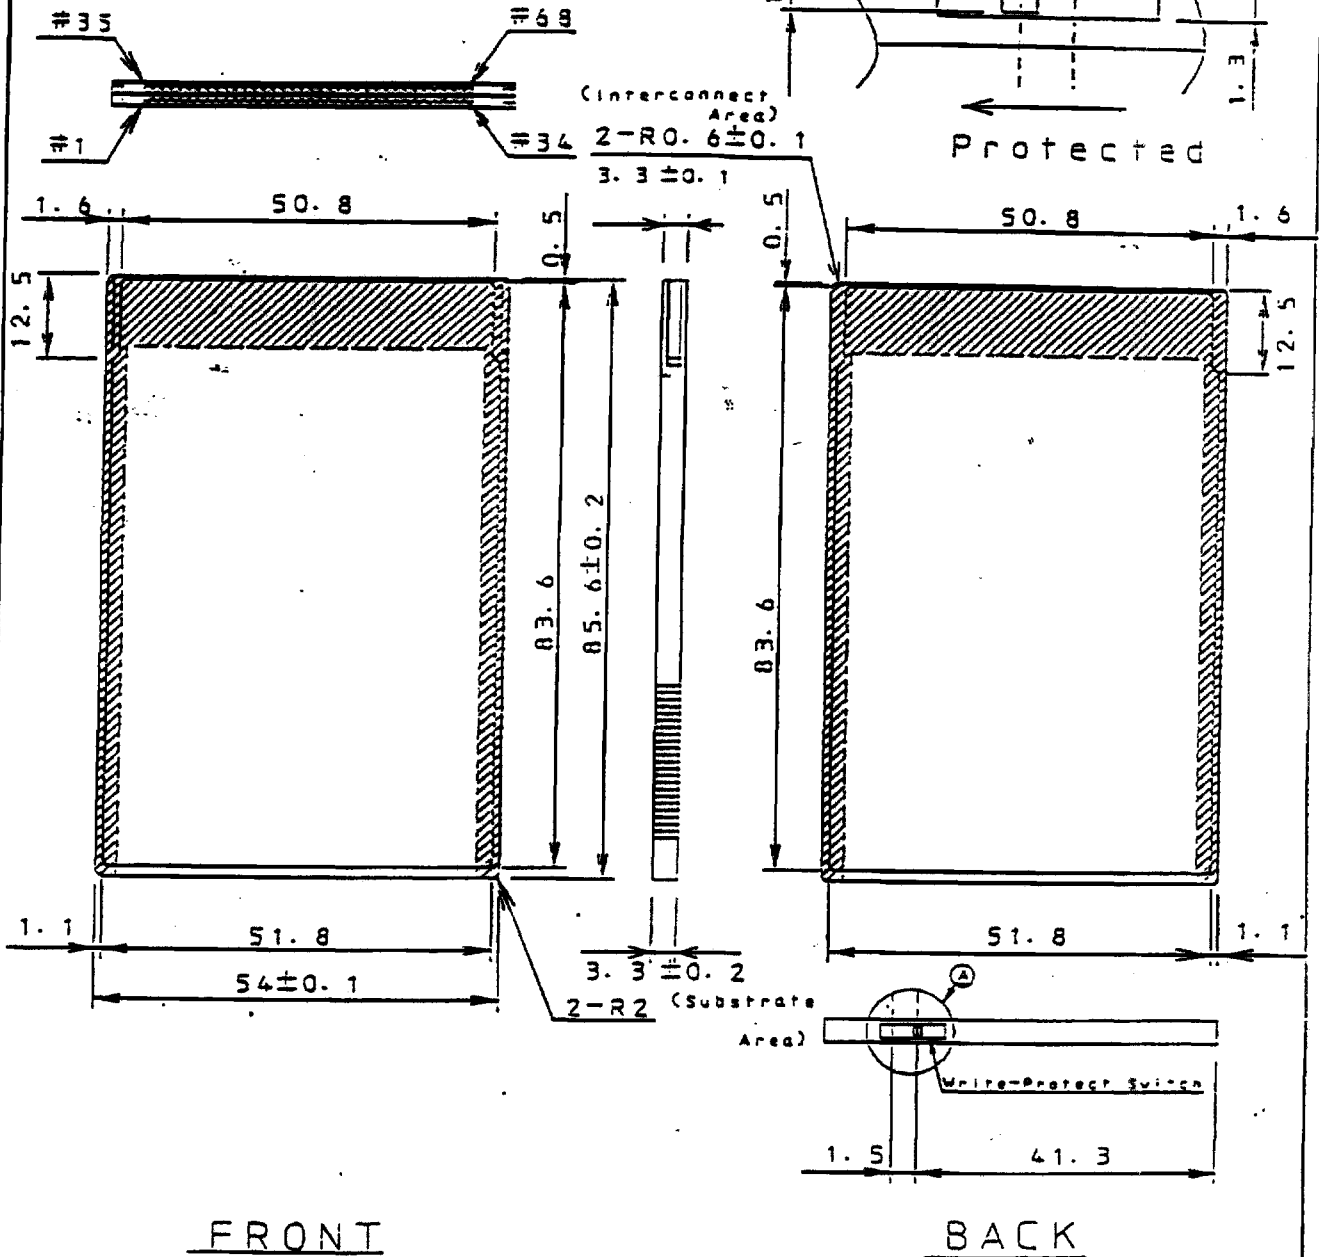 #35
#68
#1
#34
(Interconnect
Area)
2-R0. 6±0. 1
3. 3±0. 1
1. 3
Protected
1. 6
50. 8
0. 5
12. 5
83. 6
85. 6±0. 2
0. 5
50. 8
1. 6
12. 5
83. 6
1. 1
51. 8
54±0. 1
3. 3±0. 2
2-R2
(Substrate
Area)
51. 8
1. 1
A
Write-Protect Switch
1. 5
41. 3
FRONT
BACK